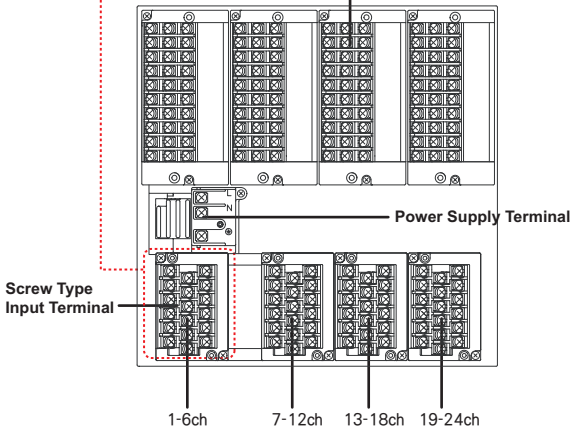 L
N
Power Supply Terminal
Screw Type
Input Terminal
1-6ch
7-12ch
13-18ch
19-24ch